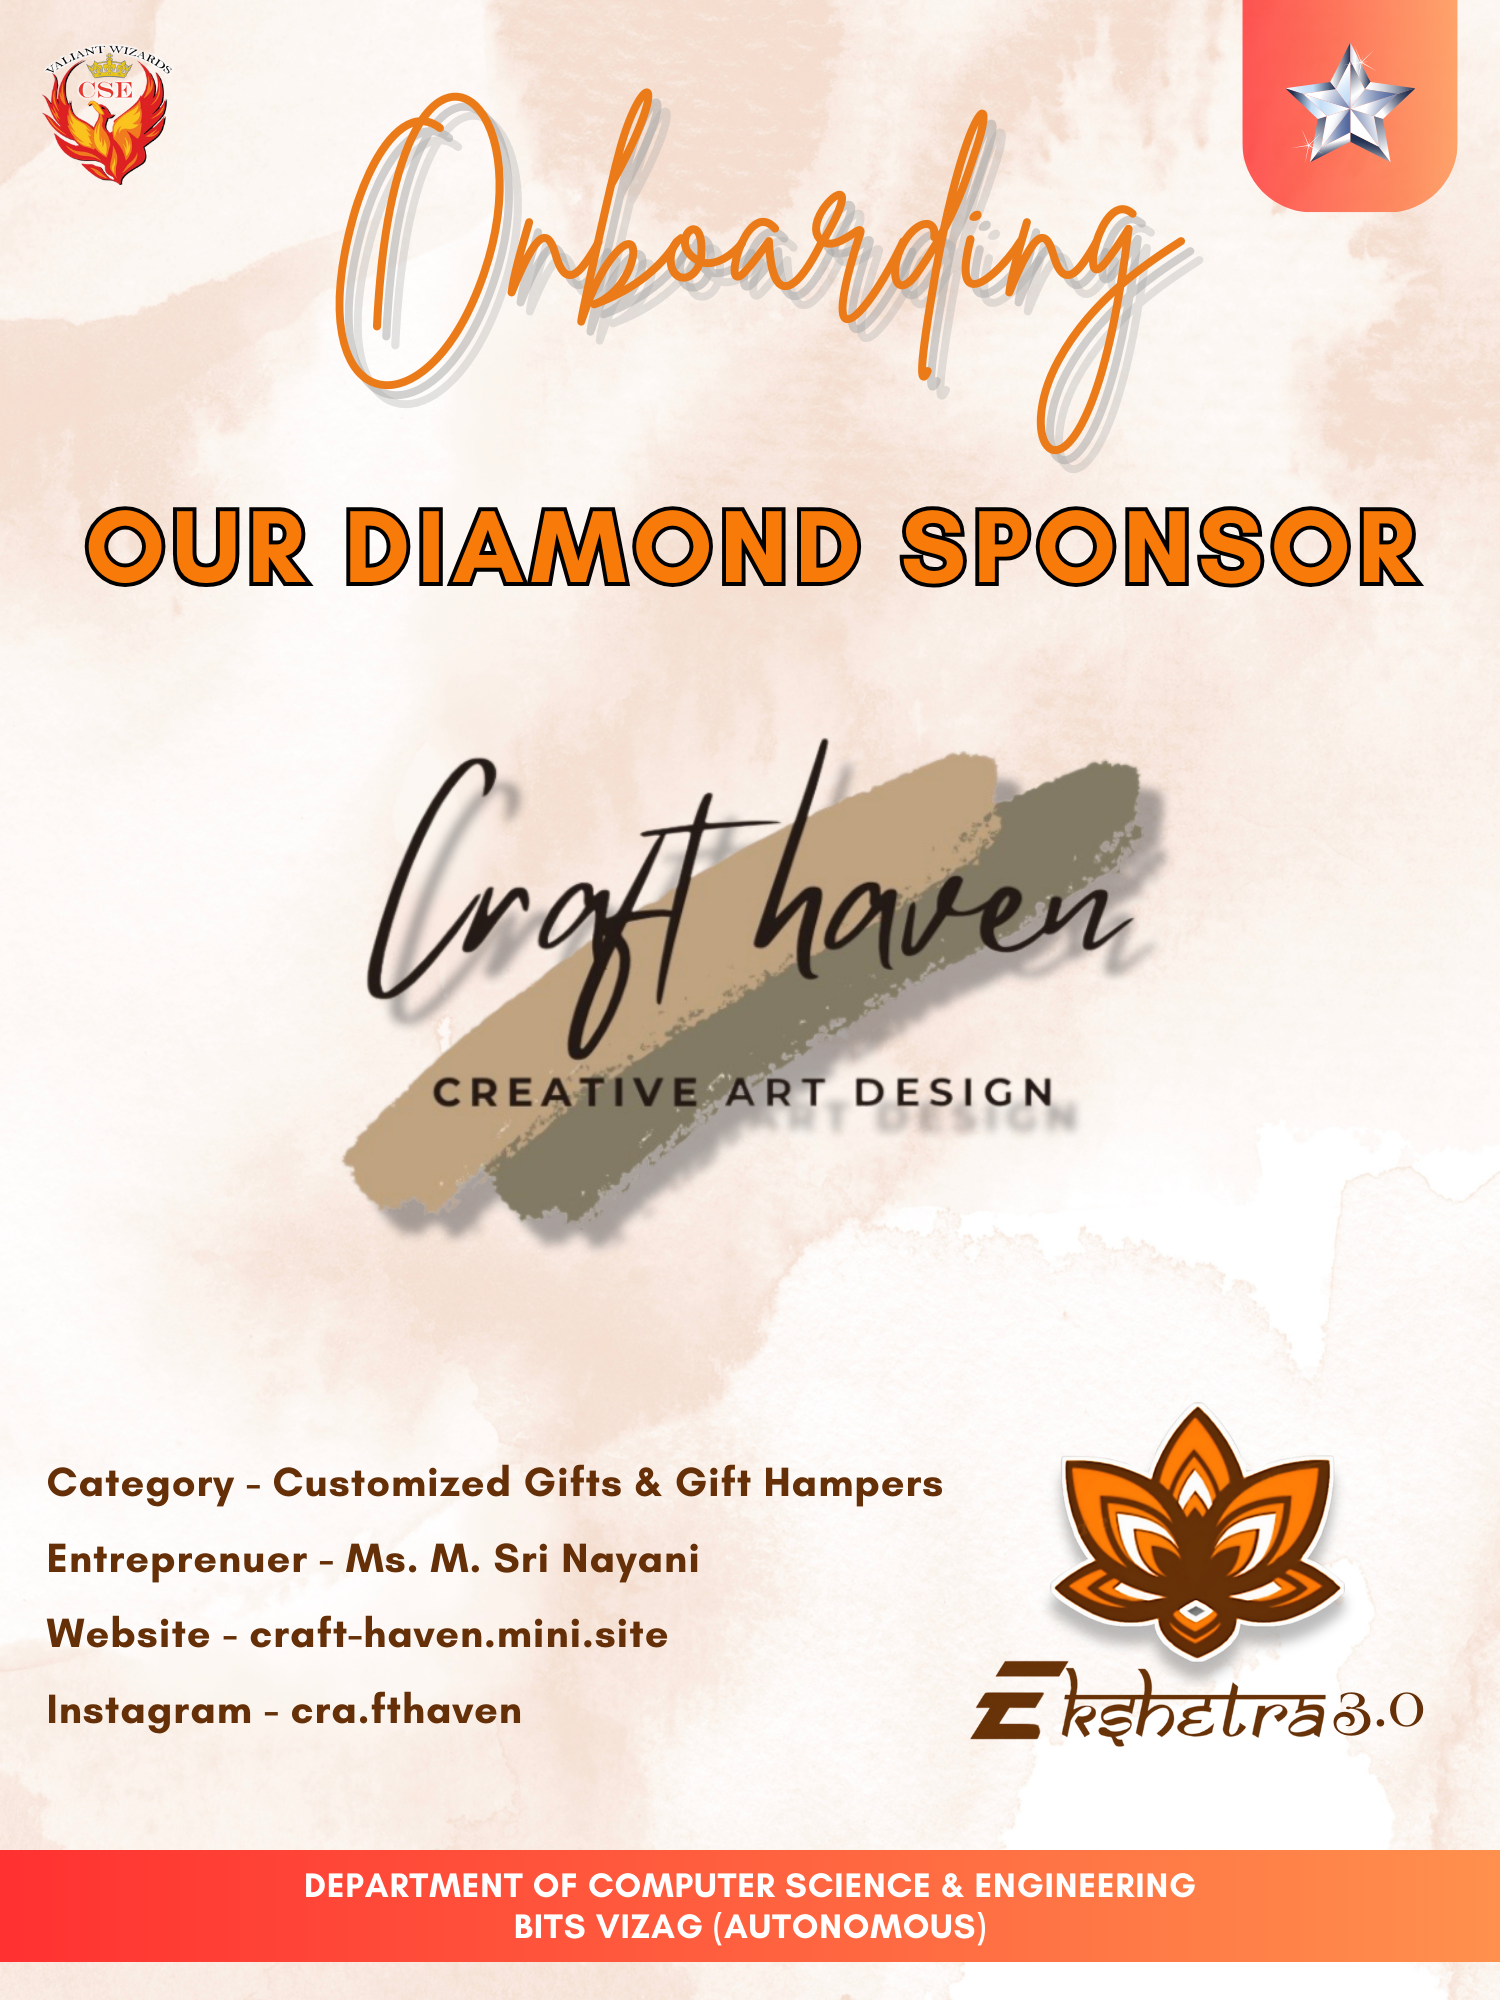 VALIANT WIZARDS
CSE
Onboarding
OUR DIAMOND SPONSOR
Craft haven
CREATIVE ART DESIGN
Category - Customized Gifts & Gift Hampers
Entreprenuer - Ms. M. Sri Nayani
Website - craft-haven.mini.site
Instagram - cra.fthaven
Ekshetra 3.0
DEPARTMENT OF COMPUTER SCIENCE & ENGINEERING
BITS VIZAG (AUTONOMOUS)